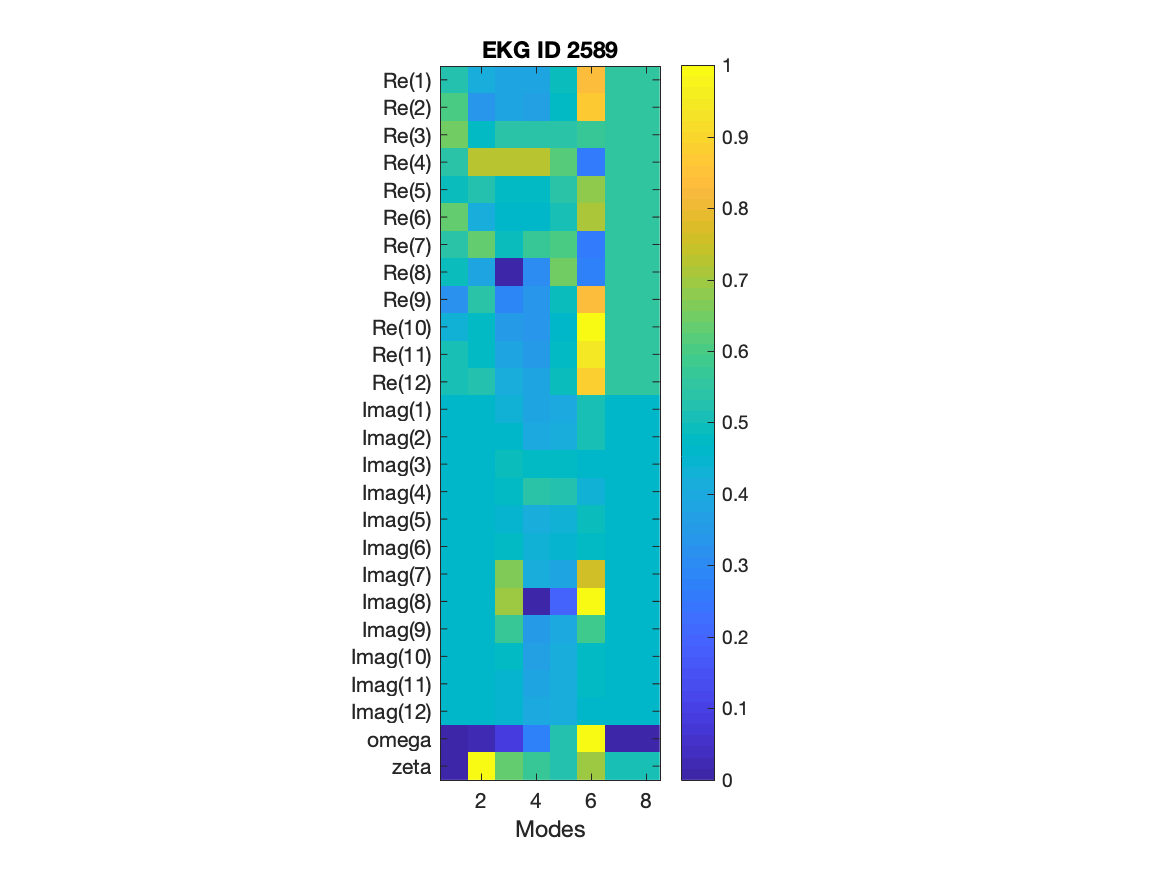 EKG ID 2589
Re(1)
Re(2)
Re(3)
Re(4)
Re(5)
Re(6)
Re(7)
Re(8)
Re(9)
Re(10)
Re(11)
Re(12)
Imag(1)
Imag(2)
Imag(3)
Imag(4)
Imag(5)
Imag(6)
Imag(7)
Imag(8)
Imag(9)
Imag(10)
Imag(11)
Imag(12)
omega
zeta
2 4 6 8
Modes
1
0.9
0.8
0.7
0.6
0.5
0.4
0.3
0.2
0.1
0